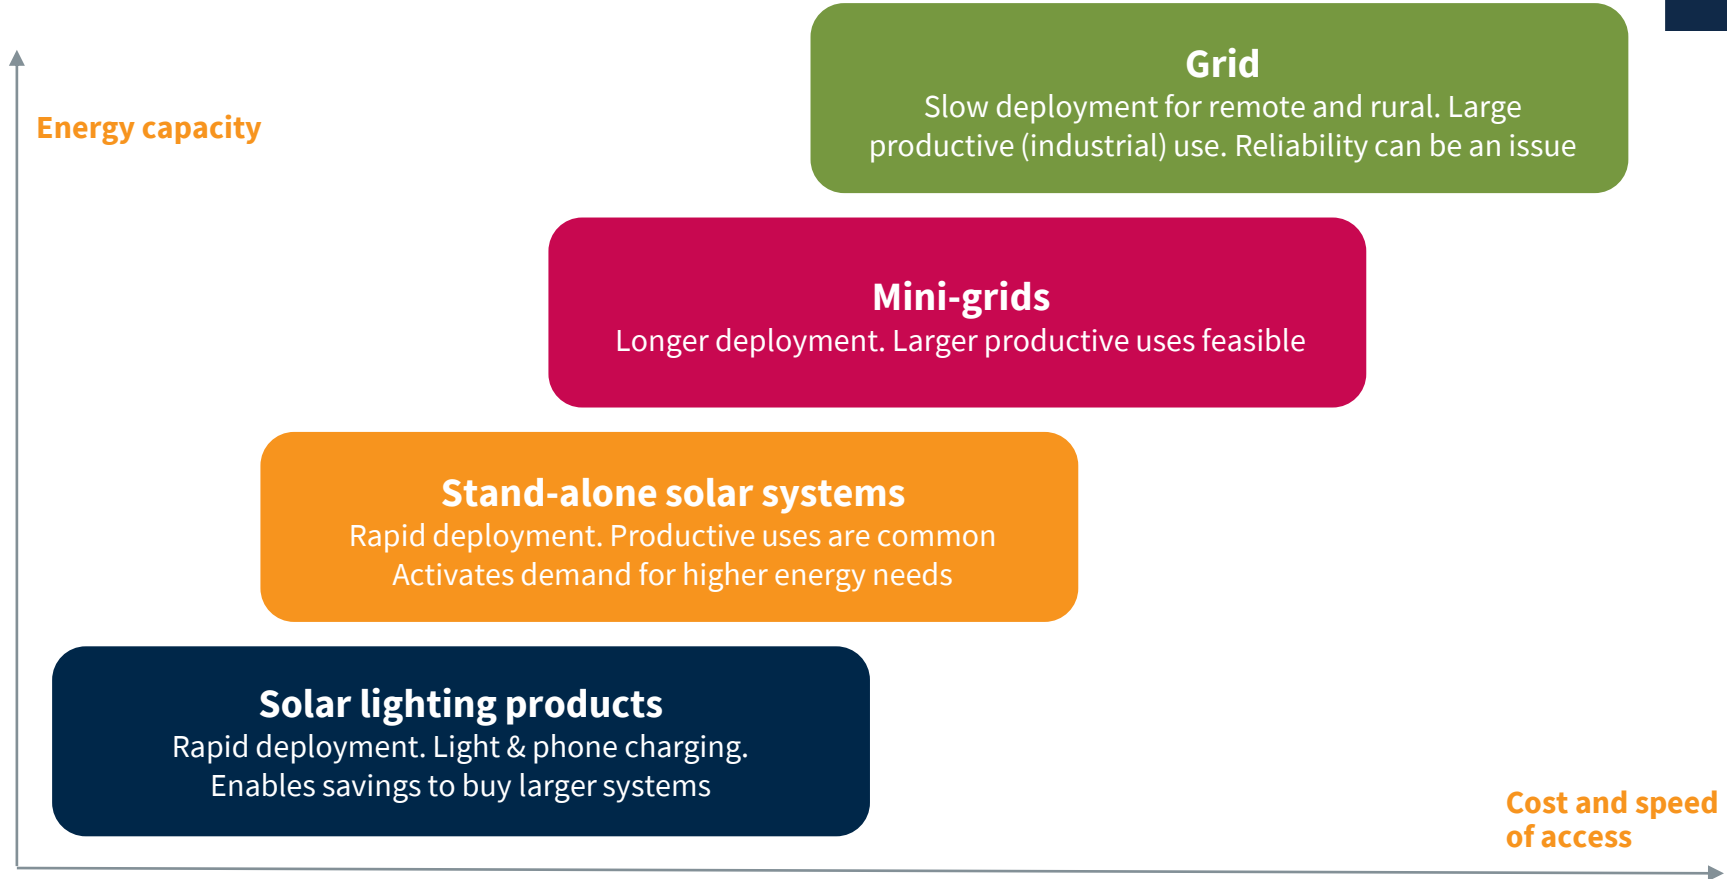 Grid
Slow deployment for remote and rural. Large
productive (industrial) use. Reliability can be an issue
Energy capacity
Mini-grids
Longer deployment. Larger productive uses feasible
Stand-alone solar systems
Rapid deployment. Productive uses are common
Activates demand for higher energy needs
Solar lighting products
Rapid deployment. Light & phone charging.
Enables savings to buy larger systems
Cost and speed
of access